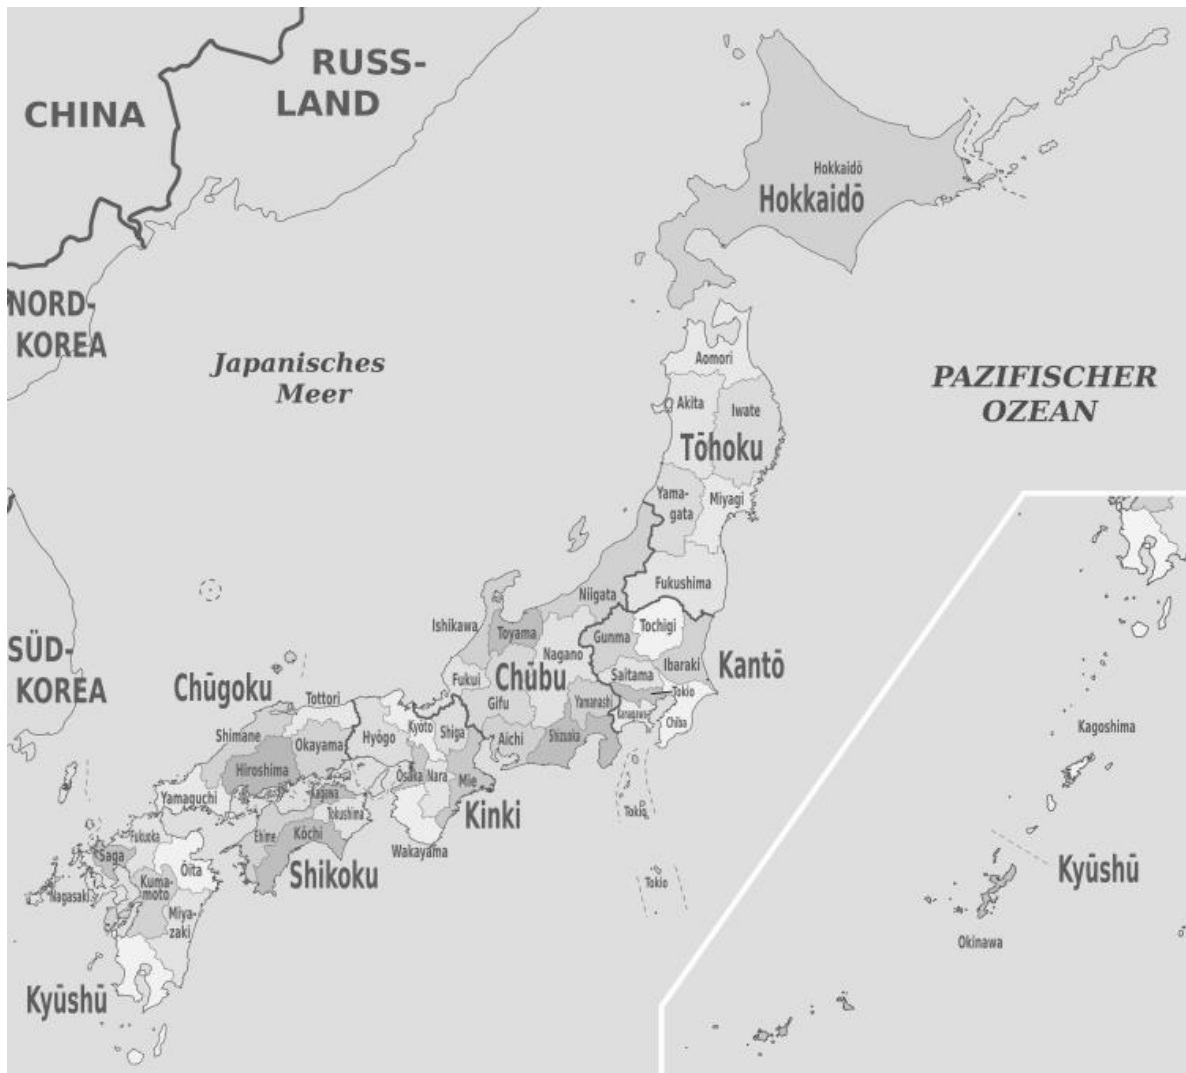 RUSS-
LAND
CHINA
Hokkaidō
Hokkaidō
NORD-
KOREA
Japanisches
Meer
Aomori
PAZIFISCHER
OZEAN
Akita
Iwate
Tōhoku
Yama-
gata
Miyagi
Fukushima
Niigata
Ishikawa
Toyama
Gunma
Tochigi
Nagano
Ibaraki
Kantō
SÜD-
KOREA
Chūgoku
Fukui
Chūbu
Saitama
Tokio
Tottori
Gifu
Yamanashi
Kanagawa
Chiba
Kagoshima
Shimane
Okayama
Hyōgo
Kyōto
Shiga
Aichi
Shizuoka
Hiroshima
Ōsaka
Nara
Mie
Yamaguchi
Kagawa
Tokushima
Kinki
Tokio
Fukuoka
Ehime
Kōchi
Wakayama
Saga
Ōita
Shikoku
Kyūshū
Nagasaki
Kuma-
moto
Tokio
Miya-
zaki
Okinawa
Kyūshū